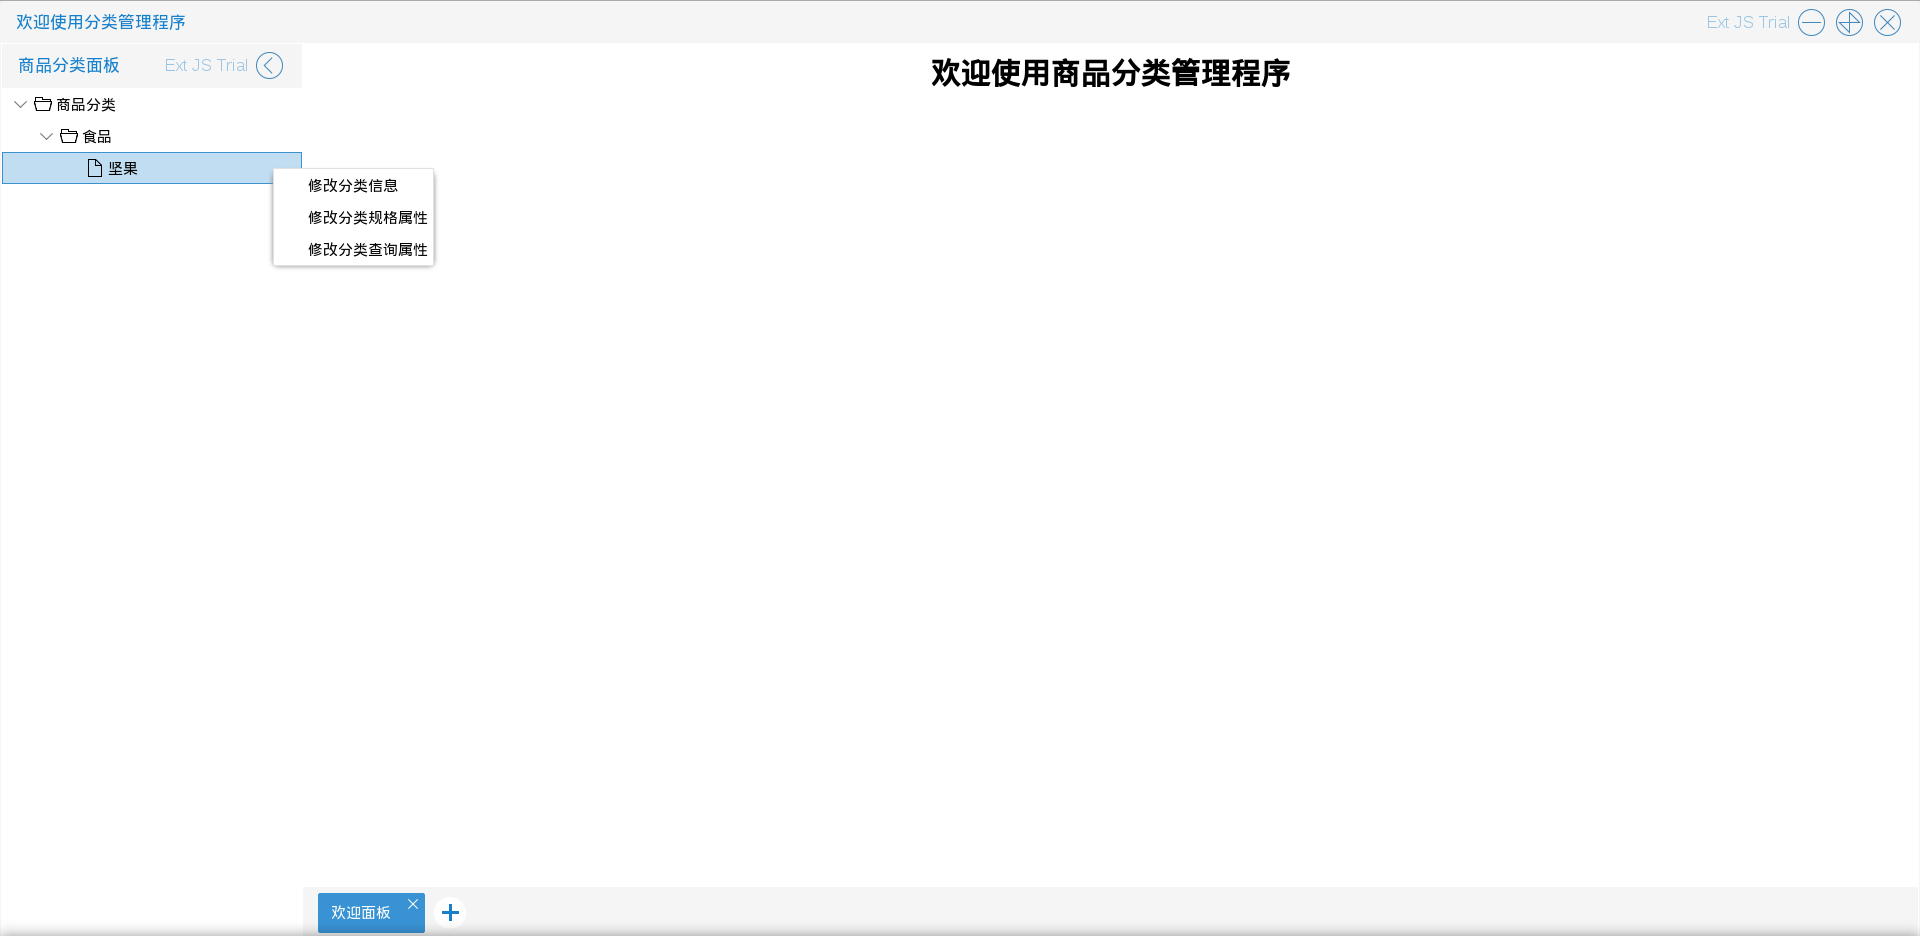 欢迎使用分类管理程序
Ext JS Trial
商品分类面板
Ext JS Trial
欢迎使用商品分类管理程序
商品分类
食品
坚果
修改分类信息
修改分类规格属性
修改分类查询属性
欢迎面板